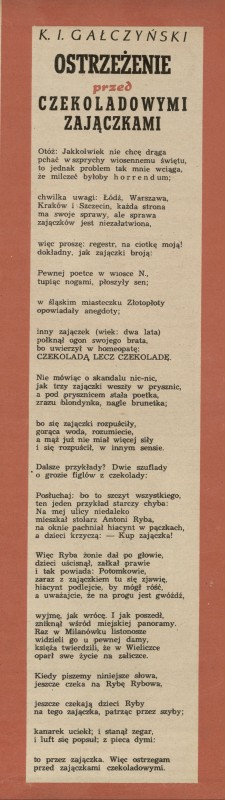 K. I. GAŁCZYŃSKI
OSTRZEŻENIE
przed
CZEKOLADOWYMI
ZAJĄCZKAMI
Otóż: Jakkolwiek nie chcę drąga
pchać w szprychy wiosennemu świętu,
to jednak problem tak mnie wciąga,
że milczeć byłoby horrendum;
chwilka uwagi: Łódź, Warszawa,
Kraków i Szczecin, każda strona
ma swoje sprawy, ale sprawa
zajączków jest niezałatwiona,
więc proszę: regestr, na ciotkę moją!
dokładny, jak zajączki broją:
Pewnej poetce w wiosce N.,
tupiąc nogami, płoszyły sen;
w śląskim miasteczku Złotopłoty
opowiadały anegdoty;
inny zajączek (wiek: dwa lata)
połknął ogon swojego brata,
bo uwierzył w homeopatę:
CZEKOLADĄ LECZ CZEKOLADĘ.
Nie mówiąc o skandalu nic-nic,
jak trzy zajączki weszły w prysznic,
a pod prysznicem stała poetka,
zrazu blondynka, nagle brunetka;
bo się zajączki rozpuściły,
gorąca woda, rozumiecie,
a mąż już nie miał więcej siły
i się rozpuścił, w innym sensie.
Dalsze przykłady? Dwie szuflady
o grozie figlów z czekolady:
Posłuchaj: bo to szczyt wszystkiego,
ten jeden przykład starczy chyba:
Na mej ulicy niedaleko
mieszkał stolarz Antoni Ryba,
na oknie pachniał hiacynt w pączkach,
a dzieci krzyczą: — Kup zajączka!
Więc Ryba żonie dał po głowie,
dzieci uścisnął, załkał prawie
i tak powiada: Potomkowie,
zaraz z zajączkiem tu się zjawię,
hiacynt podlejcie, by mógł róść,
a uważajcie, że na progu jest gwóźdź,
wyjmę, jak wrócę. I jak poszedł,
zniknął wśród miejskiej panoramy.
Raz w Milanówku listonosze
widzieli go u pewnej damy,
księża twierdzili, że w Wieliczce
oparł swe życie na zaliczce.
Kiedy piszemy niniejsze słowa,
jeszcze czeka na Rybę Rybowa,
jeszcze czekają dzieci Ryby
na tego zajączka, patrząc przez szyby;
kanarek uciekł; i stanął zegar,
i luft się popsuł; z pieca dymi:
to przez zajączka. Więc ostrzegam
przed zajączkami czekoladowymi.